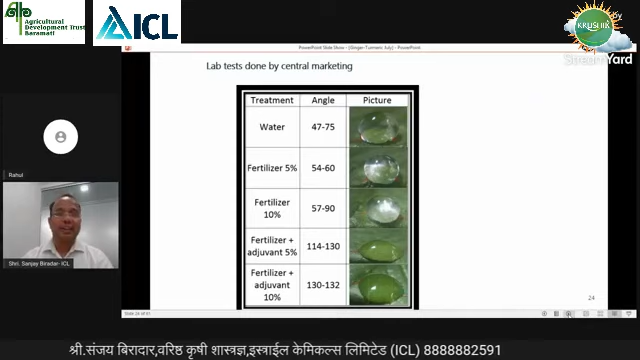 Agricultural
Development Trust
Baramati
ICL
KRUSHIK
StreamYard
PowerPoint Slide Show - [Ginger-Turmeric July] - PowerPoint
Lab tests done by central marketing
Treatment Angle Picture
Water 47-75
Fertilizer 5% 54-60
Fertilizer
10% 57-90
Fertilizer +
adjuvant 5% 114-130
Fertilizer +
adjuvant
10% 130-132
24
Rahul
Shri. Sanjay Biradar- ICL
श्री.संजय बिरादार,वरिष्ठ कृषी शास्त्रज्ञ,इस्त्राईल केमिकल्स लिमिटेड (ICL) 8888882591